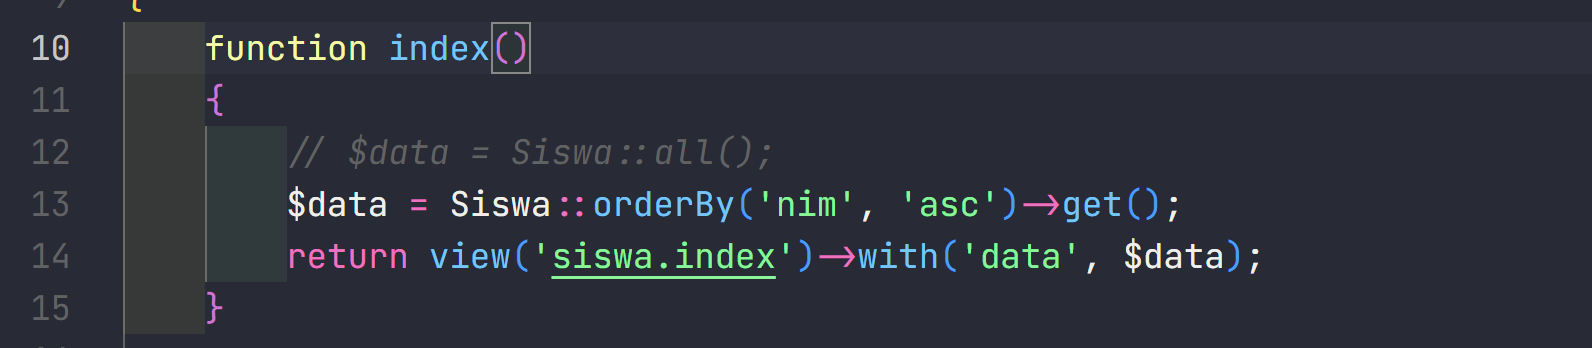 {
10 function index()
11 {
12 // $data = Siswa::all();
13 $data = Siswa::orderBy('nim', 'asc')->get();
14 return view('siswa.index')->with('data', $data);
15 }